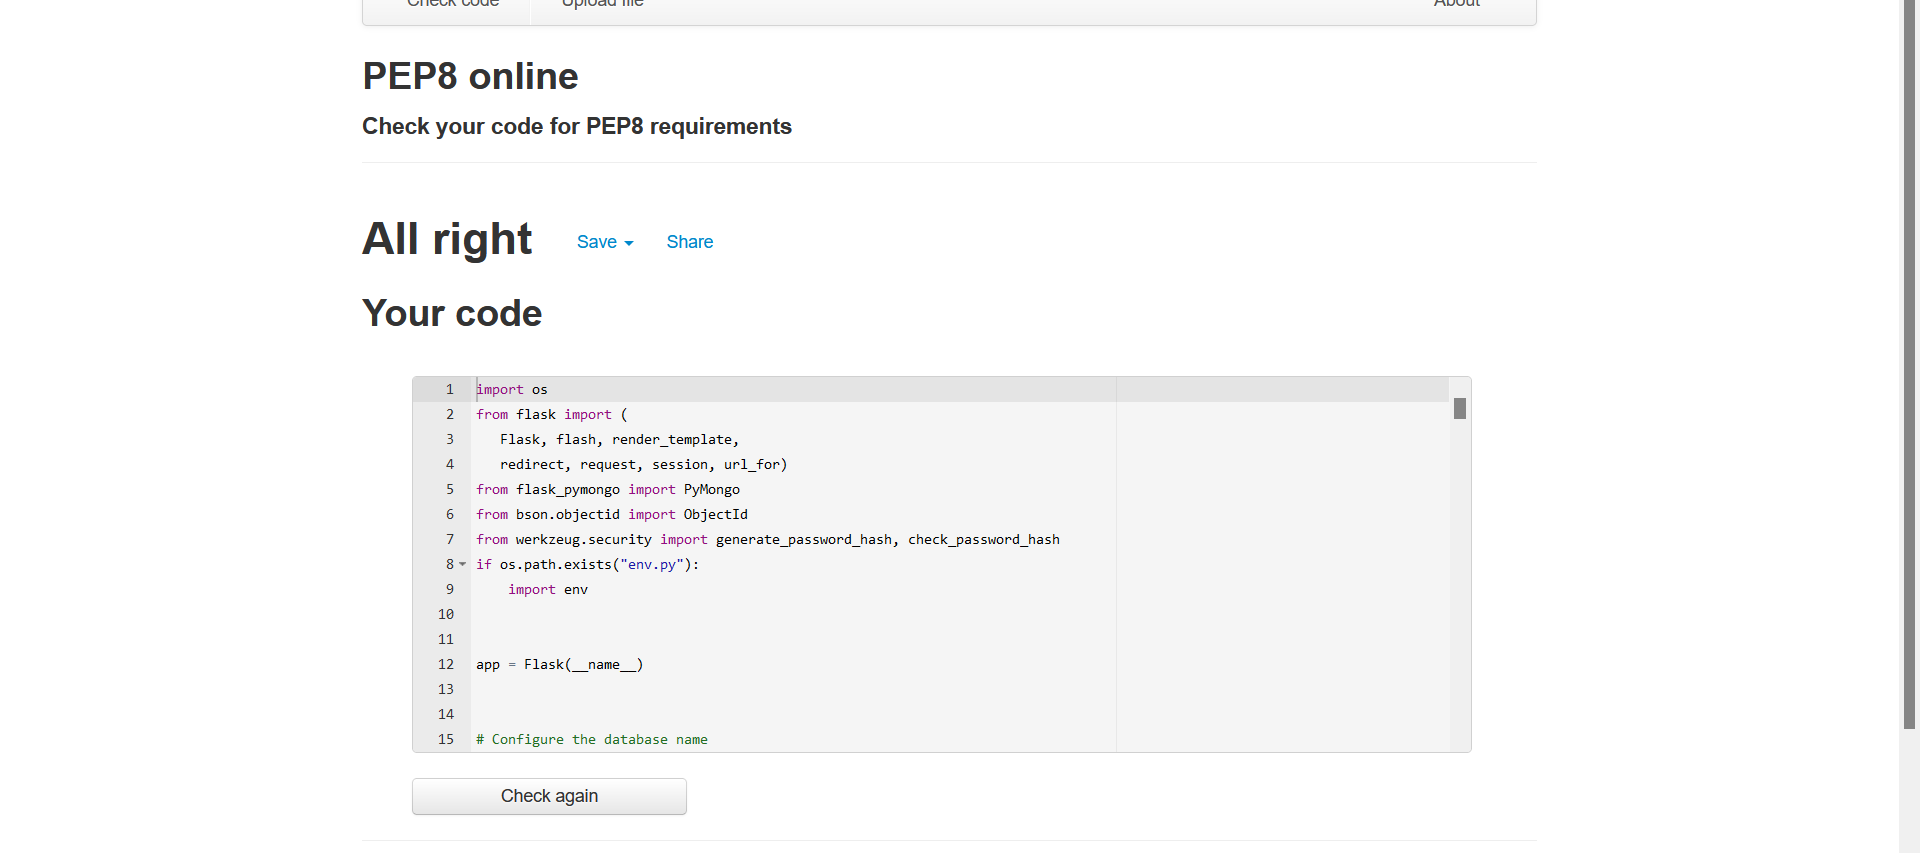 Check code Upload file About
PEP8 online
Check your code for PEP8 requirements
All right Save Share
Your code
1 import os
2 from flask import (
3    Flask, flash, render_template,
4    redirect, request, session, url_for)
5 from flask_pymongo import PyMongo
6 from bson.objectid import ObjectId
7 from werkzeug.security import generate_password_hash, check_password_hash
8 if os.path.exists("env.py"):
9     import env
10
11
12 app = Flask(__name__)
13
14
15 # Configure the database name
Check again